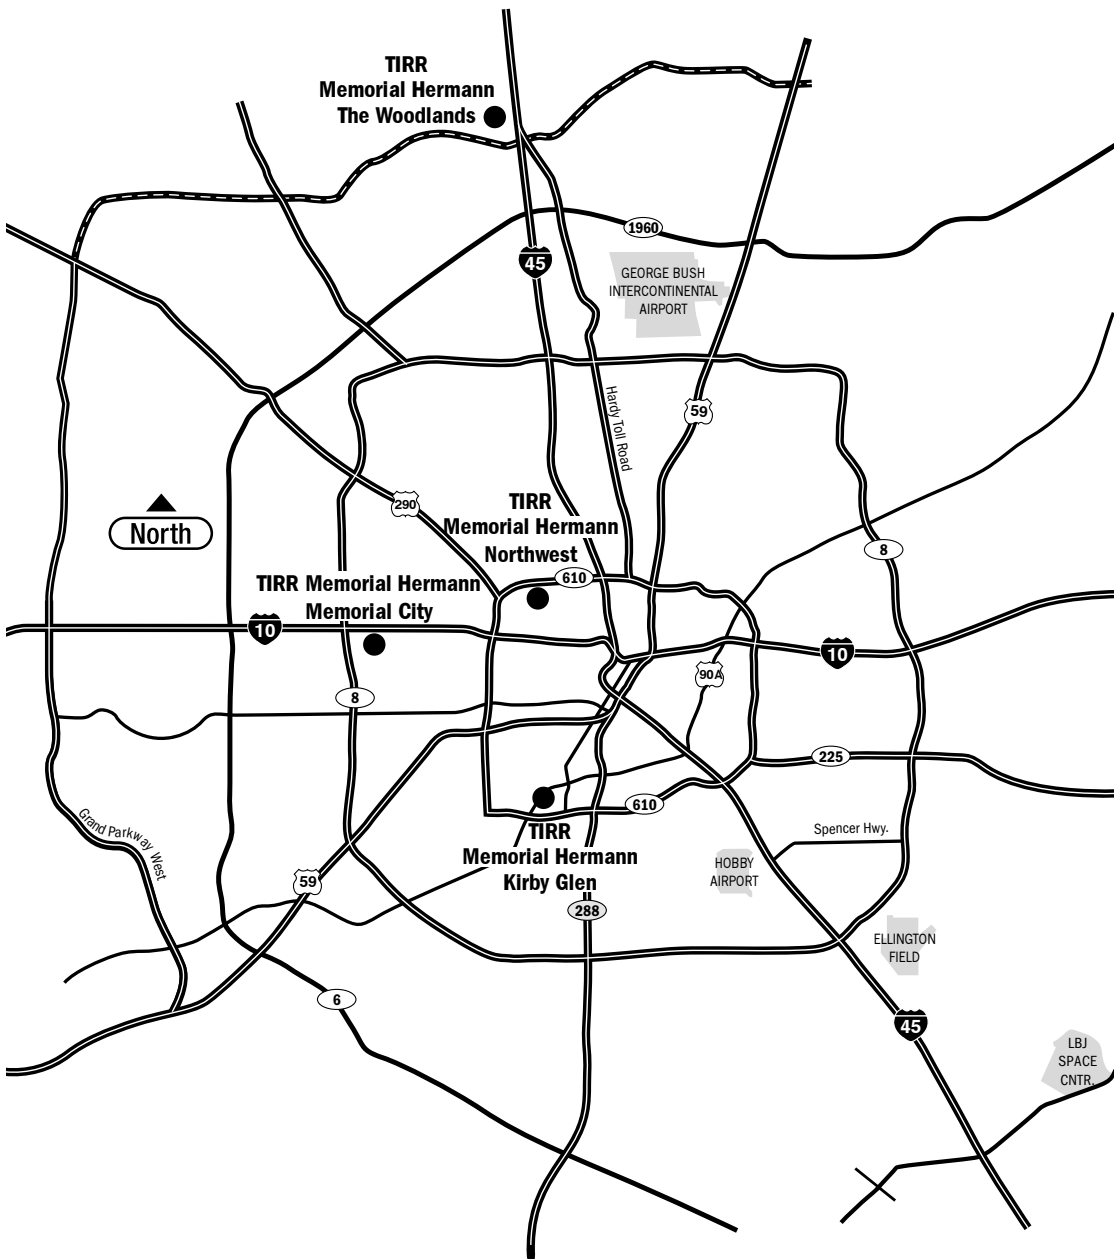 TIRR
Memorial Hermann
The Woodlands
1960
45
GEORGE BUSH
INTERCONTINENTAL
AIRPORT
Hardy Toll Road
59
290
North
TIRR
Memorial Hermann
Northwest
8
610
TIRR Memorial Hermann
Memorial City
10
10
90A
8
225
610
Grand Parkway West
Spencer Hwy.
TIRR
Memorial Hermann
Kirby Glen
HOBBY
AIRPORT
59
288
ELLINGTON
FIELD
6
45
LBJ
SPACE
CNTR.